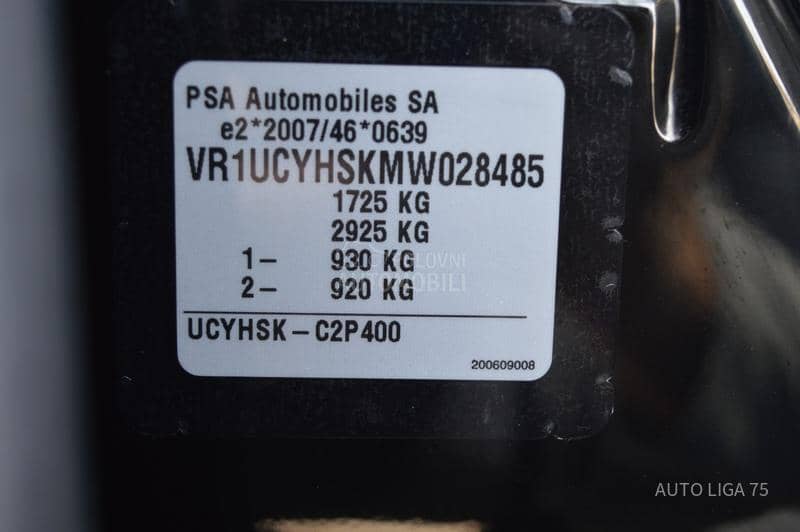 PSA Automobiles SA
e2*2007/46*0639
VR1UCYHSKMW028485
1725 KG
2925 KG
1- 930 KG
2- 920 KG
UCYHSK-C2P400
200609008
AUTO LIGA 75